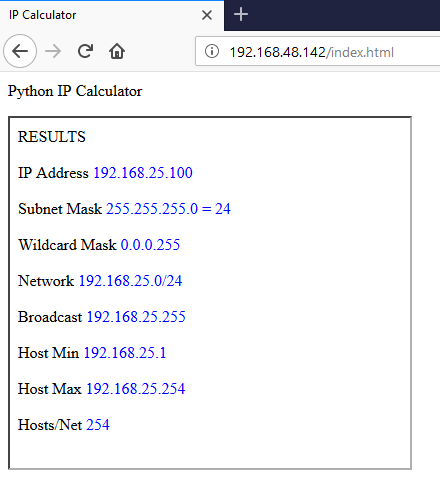 IP Calculator
192.168.48.142/index.html
Python IP Calculator
RESULTS
IP Address 192.168.25.100
Subnet Mask 255.255.255.0 = 24
Wildcard Mask 0.0.0.255
Network 192.168.25.0/24
Broadcast 192.168.25.255
Host Min 192.168.25.1
Host Max 192.168.25.254
Hosts/Net 254